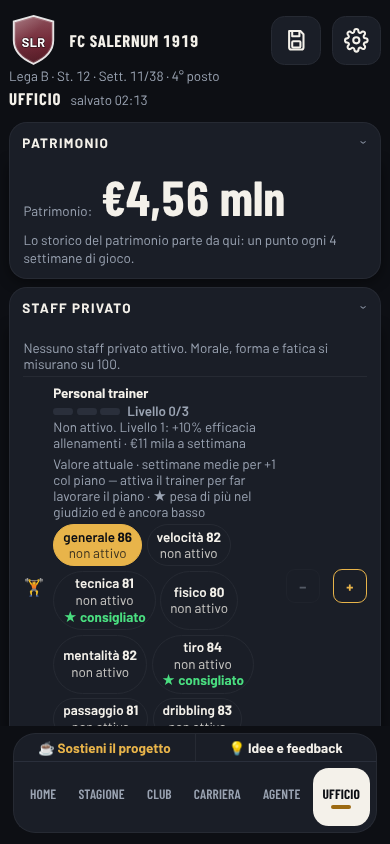 SLR
FC SALERNUM 1919
Lega B · St. 12 · Sett. 11/38 · 4° posto
UFFICIO salvato 02:13
PATRIMONIO
Patrimonio: €4,56 mln
Lo storico del patrimonio parte da qui: un punto ogni 4
settimane di gioco.
STAFF PRIVATO
Nessuno staff privato attivo. Morale, forma e fatica si
misurano su 100.
Personal trainer
Livello 0/3
Non attivo. Livello 1: +10% efficacia
allenamenti · €11 mila a settimana
Valore attuale · settimane medie per +1
col piano — attiva il trainer per far
lavorare il piano · ★ pesa di più nel
giudizio ed è ancora basso
generale 86 velocità 82
non attivo non attivo
tecnica 81 fisico 80
non attivo non attivo
★ consigliato
− +
mentalità 82 tiro 84
non attivo non attivo
★ consigliato
passaggio 81 dribbling 83
non attivo non attivo
☕ Sostieni il progetto 💡 Idee e feedback
HOME STAGIONE CLUB CARRIERA AGENTE UFFICIO